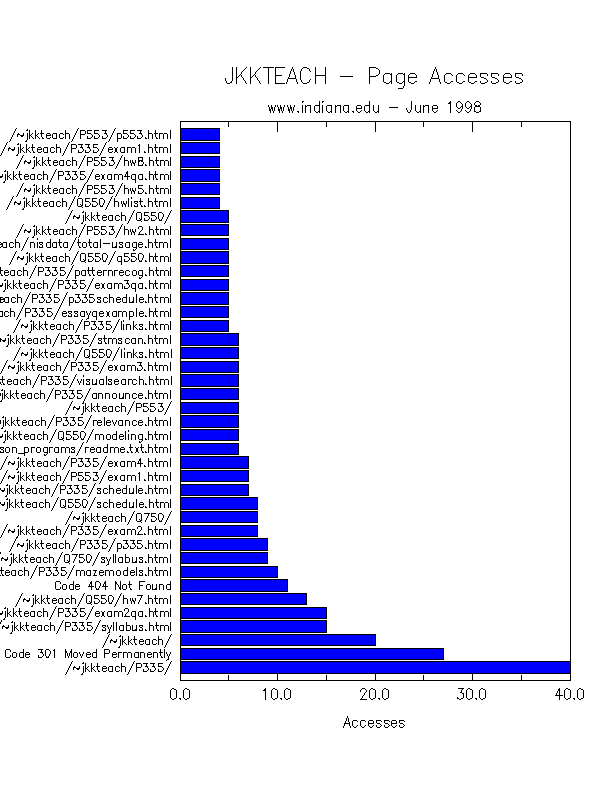 JKKTEACH - Page Accesses
www.indiana.edu - June 1998
/~jkkteach/P553/p553.html
/~jkkteach/P335/exam1.html
/~jkkteach/P553/hw8.html
~jkkteach/P335/exam4qa.html
/~jkkteach/P553/hw5.html
/~jkkteach/Q550/hwlist.html
/~jkkteach/Q550/
/~jkkteach/P553/hw2.html
each/nisdata/total-usage.html
/~jkkteach/Q550/q550.html
teach/P335/patternrecog.html
~jkkteach/P335/exam3qa.html
each/P335/p335schedule.html
ach/P335/essayqexample.html
/~jkkteach/P335/links.html
~jkkteach/P335/stmscan.html
/~jkkteach/Q550/links.html
/~jkkteach/P335/exam3.html
kteach/P335/visualsearch.html
~jkkteach/P335/announce.html
/~jkkteach/P553/
~jkkteach/P335/relevance.html
~jkkteach/Q550/modeling.html
son_programs/readme.txt.html
/~jkkteach/P335/exam4.html
/~jkkteach/P553/exam1.html
~jkkteach/P335/schedule.html
~jkkteach/Q550/schedule.html
/~jkkteach/Q750/
/~jkkteach/P335/exam2.html
/~jkkteach/P335/p335.html
~jkkteach/Q750/syllabus.html
teach/P335/mazemodels.html
Code 404 Not Found
/~jkkteach/Q550/hw7.html
~jkkteach/P335/exam2qa.html
/~jkkteach/P335/syllabus.html
/~jkkteach/
Code 301 Moved Permanently
/~jkkteach/P335/
0.0 10.0 20.0 30.0 40.0
Accesses